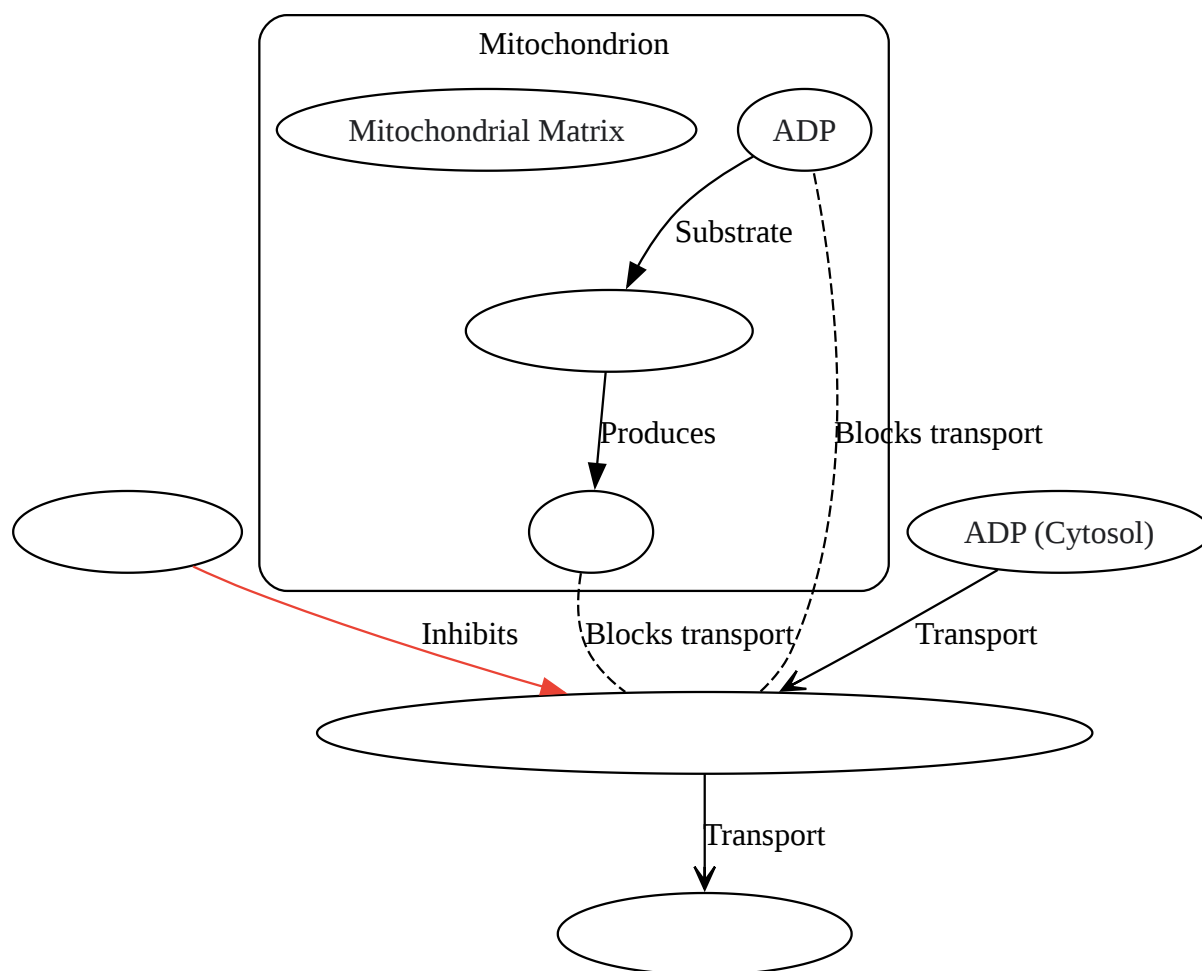 Mitochondrion
Mitochondrial Matrix
ADP
Substrate
Produces
Blocks transport
ADP (Cytosol)
Inhibits
Blocks transport
Transport
Transport